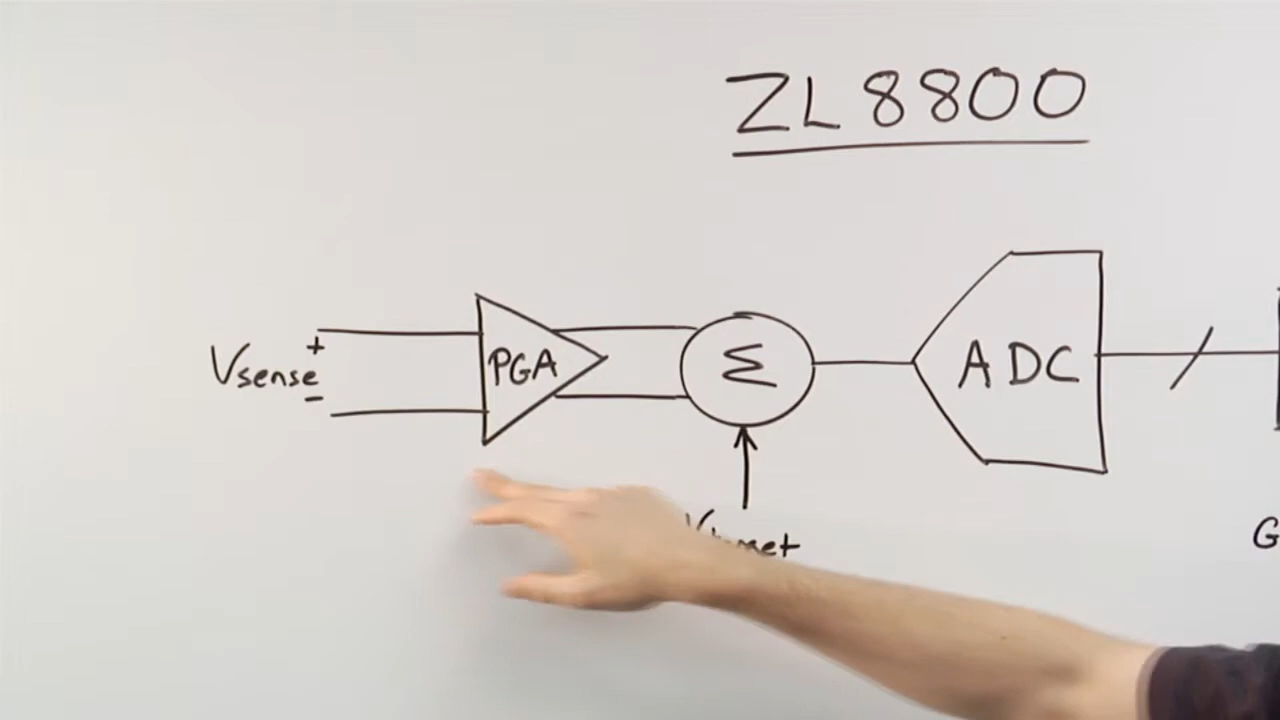 ZL8800
Vsense
+
-
PGA
Σ
ADC
G